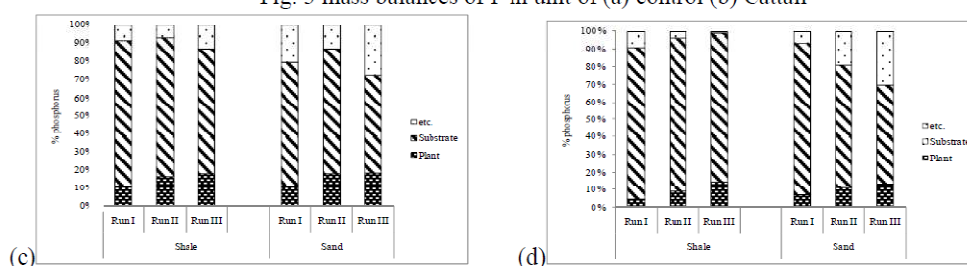 Fig. 3 mass balances of P in unit of (a) control (b) Cattail
100%
90%
80%
70%
60%
50%
40%
30%
20%
10%
0%
% phosphorus
etc.
Substrate
Plant
Run I Run II Run III Run I Run II Run III
Shale Sand
(c)
100%
90%
80%
70%
60%
50%
40%
30%
20%
10%
0%
% phosphorus
etc.
Substrate
Plant
Run I Run II Run III Run I Run II Run III
Shale Sand
(d)